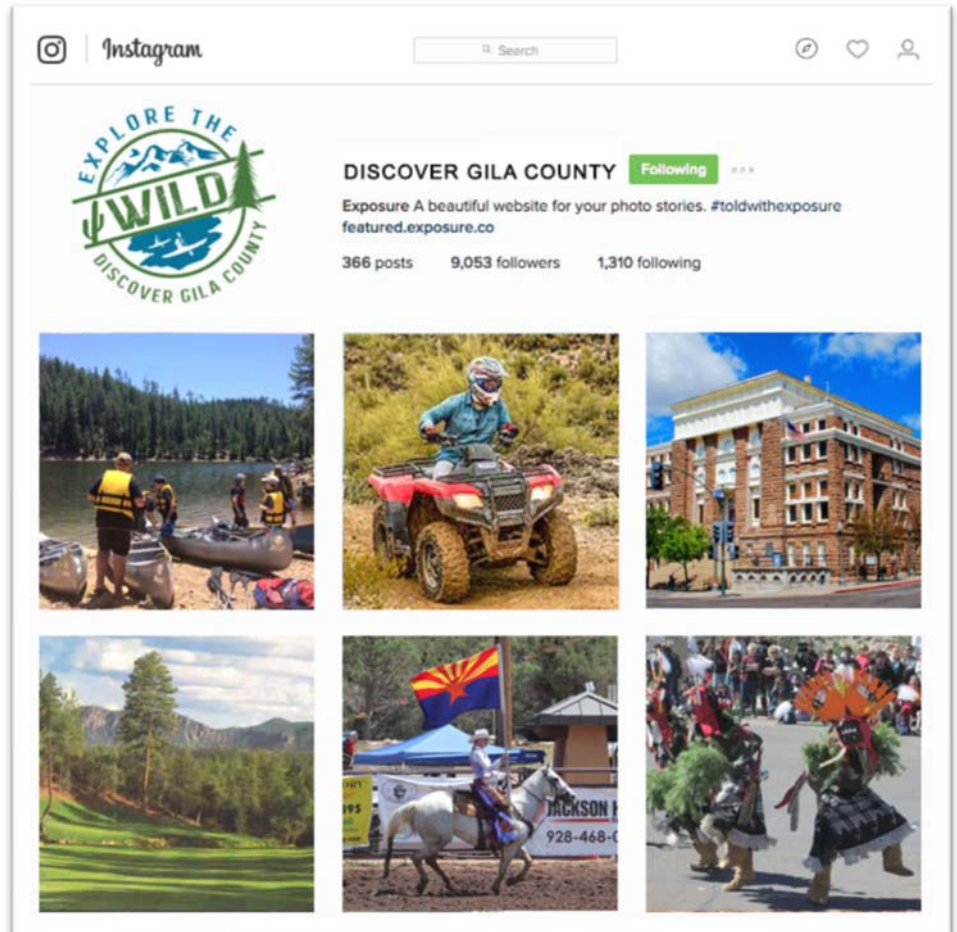 Instagram
Search
EXPLORE THE
WILD
DISCOVER GILA COUNTY
DISCOVER GILA COUNTY Following
Exposure A beautiful website for your photo stories. #toldwithexposure
featured.exposure.co
366 posts 9,053 followers 1,310 following
JACKSON
928-468-